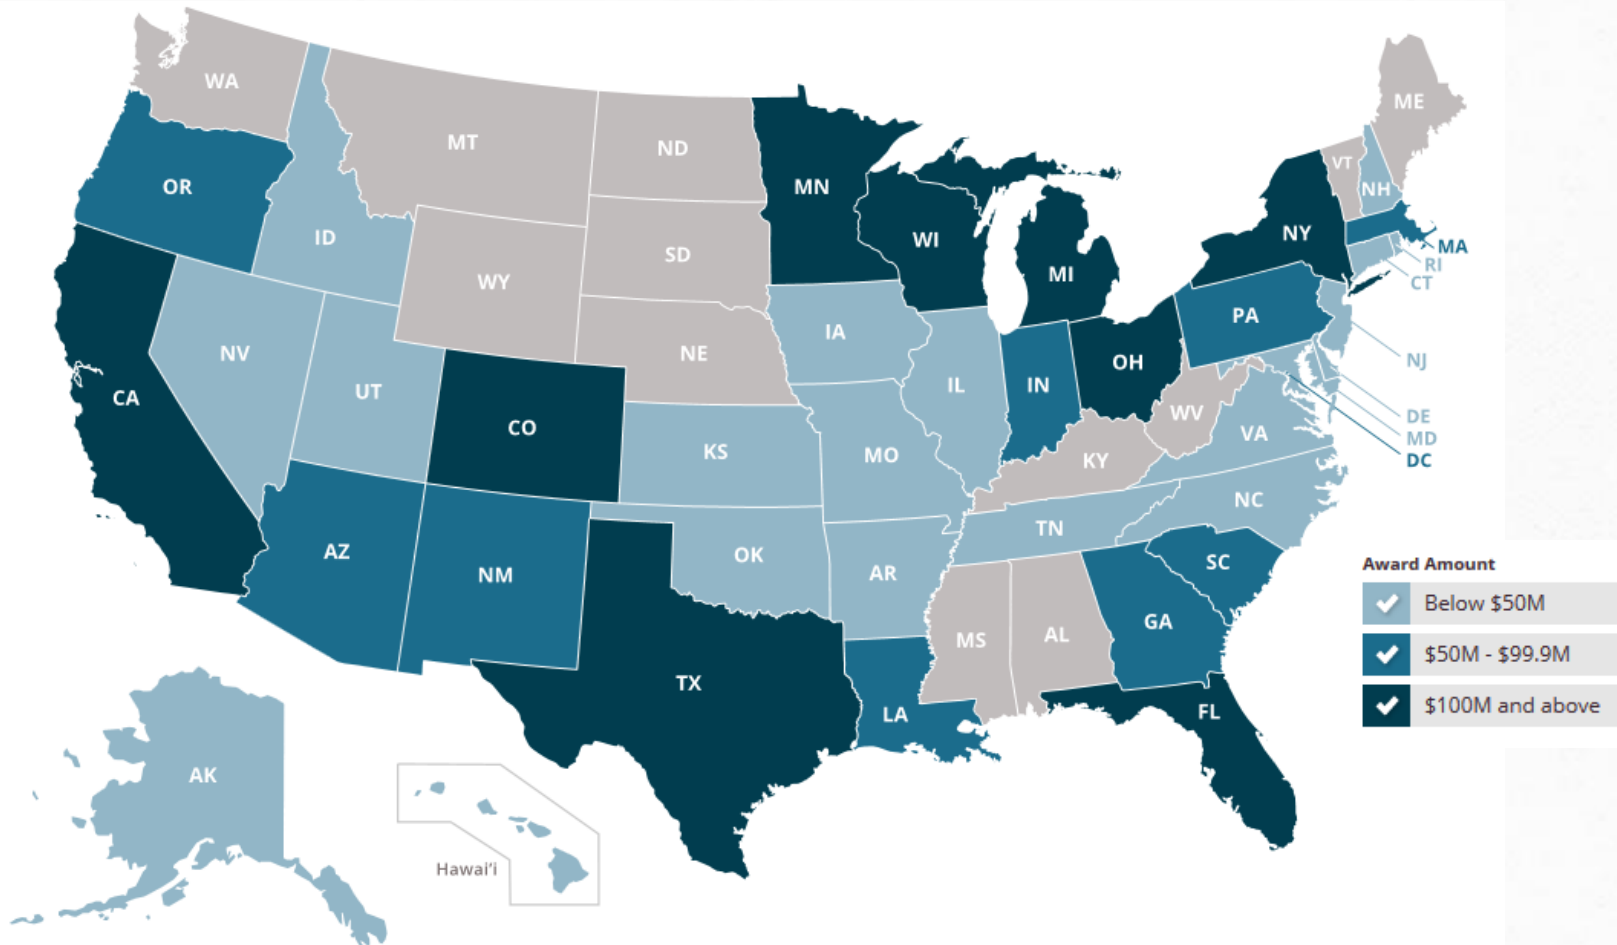 WA
MT
ND
MN
ME
VT
NH
OR
ID
SD
WI
MI
NY
MA
RI
CT
WY
NE
IA
PA
NJ
NV
UT
CO
CA
IL
IN
OH
WV
VA
DE
MD
DC
KS
MO
KY
NC
AZ
NM
OK
AR
TN
SC
MS
AL
GA
TX
LA
FL
AK
Hawai'i
Award Amount
Below $50M
$50M - $99.9M
$100M and above